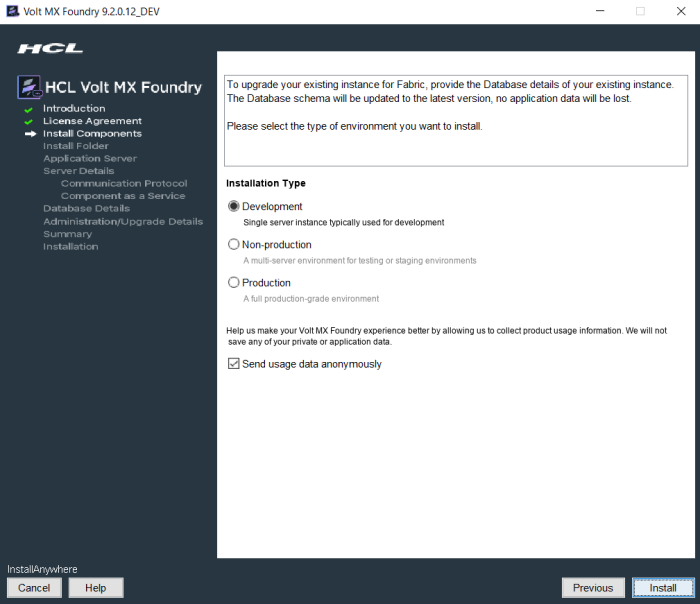 Volt MX Foundry 9.2.0.12_DEV
HCL
HCL Volt MX Foundry
Introduction
License Agreement
Install Components
Install Folder
Application Server
Server Details
Communication Protocol
Component as a Service
Database Details
Administration/Upgrade Details
Summary
Installation
To upgrade your existing instance for Fabric, provide the Database details of your existing instance.
The Database schema will be updated to the latest version, no application data will be lost.
Please select the type of environment you want to install.
Installation Type
Development
Single server instance typically used for development
Non-production
A multi-server environment for testing or staging environments
Production
A full production-grade environment
Help us make your Volt MX Foundry experience better by allowing us to collect product usage information. We will not
save any of your private or application data.
Send usage data anonymously
InstallAnywhere
Cancel
Help
Previous
Install